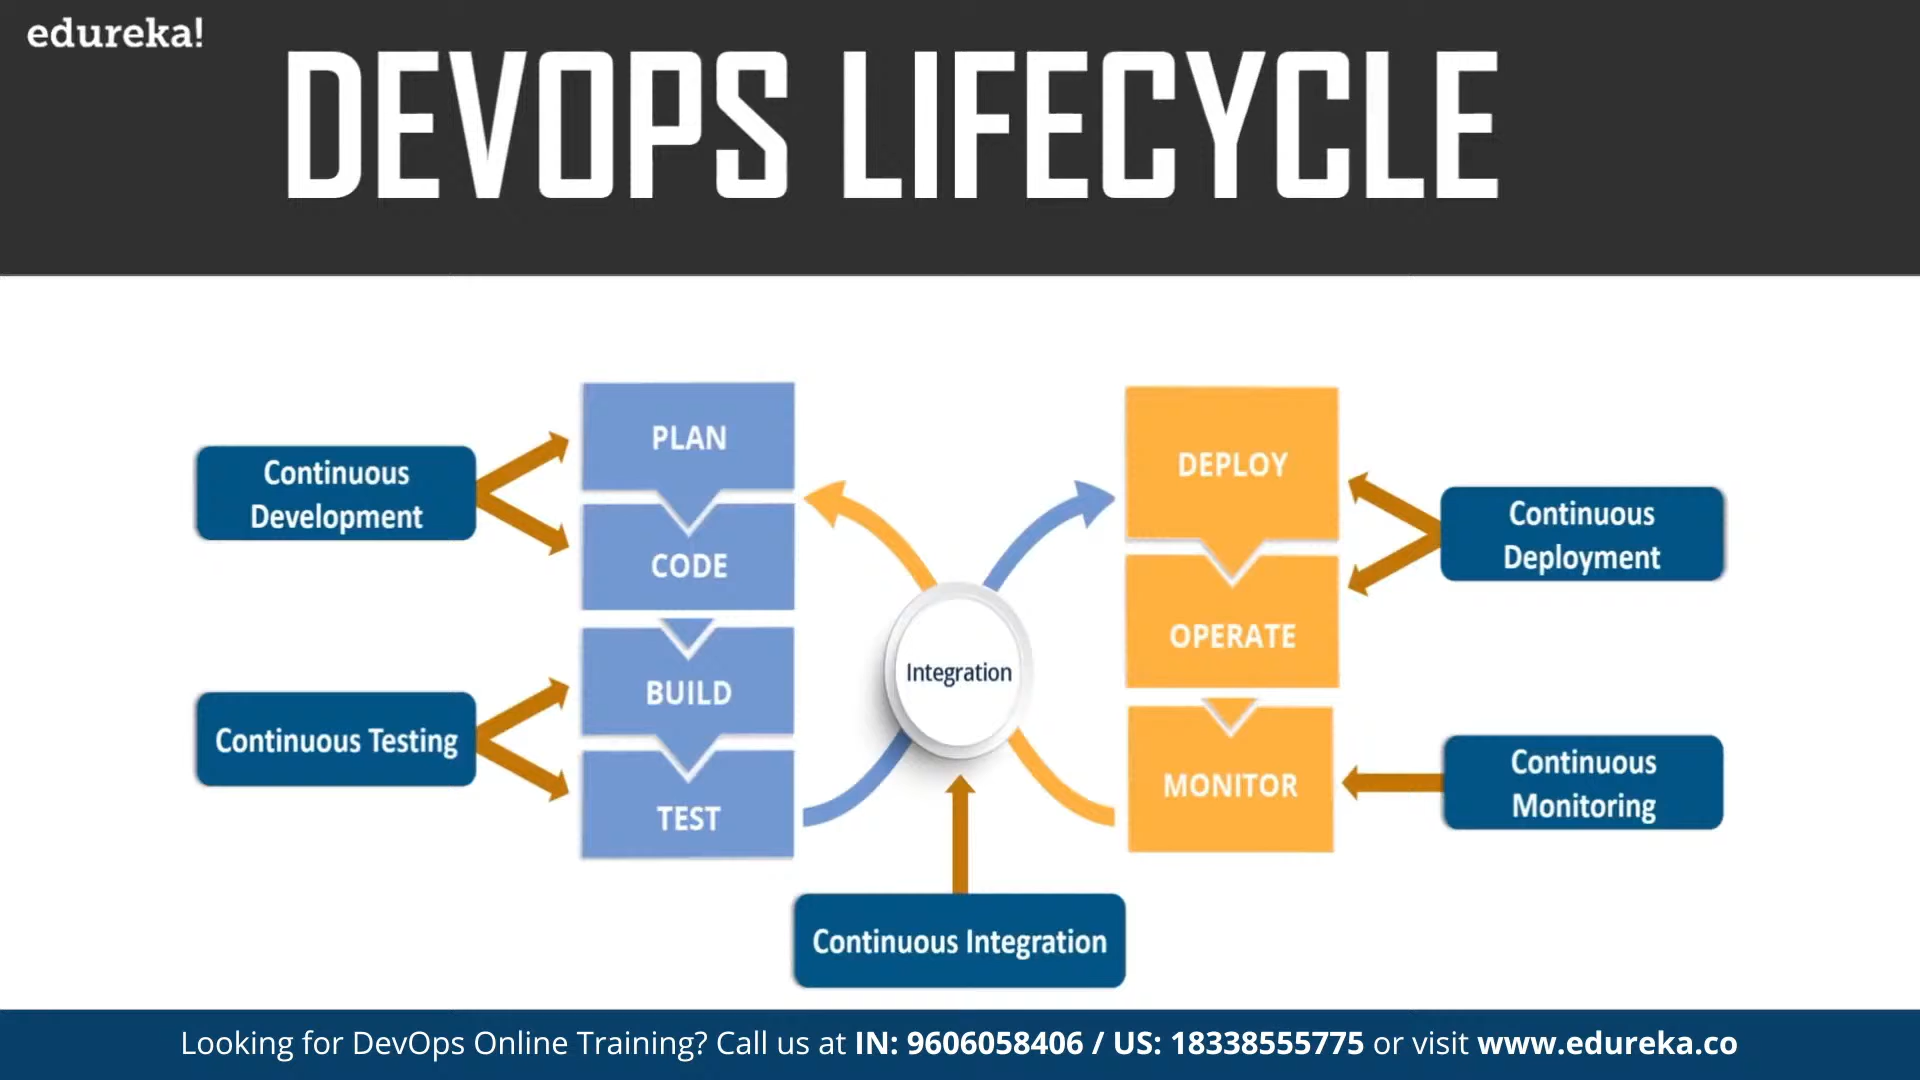 edureka!
DEVOPS LIFECYCLE
PLAN
CODE
BUILD
TEST
Continuous
Development
Continuous Testing
Integration
Continuous Integration
DEPLOY
OPERATE
MONITOR
Continuous
Deployment
Continuous
Monitoring
Looking for DevOps Online Training? Call us at IN: 9606058406 / US: 18338555775 or visit www.edureka.co